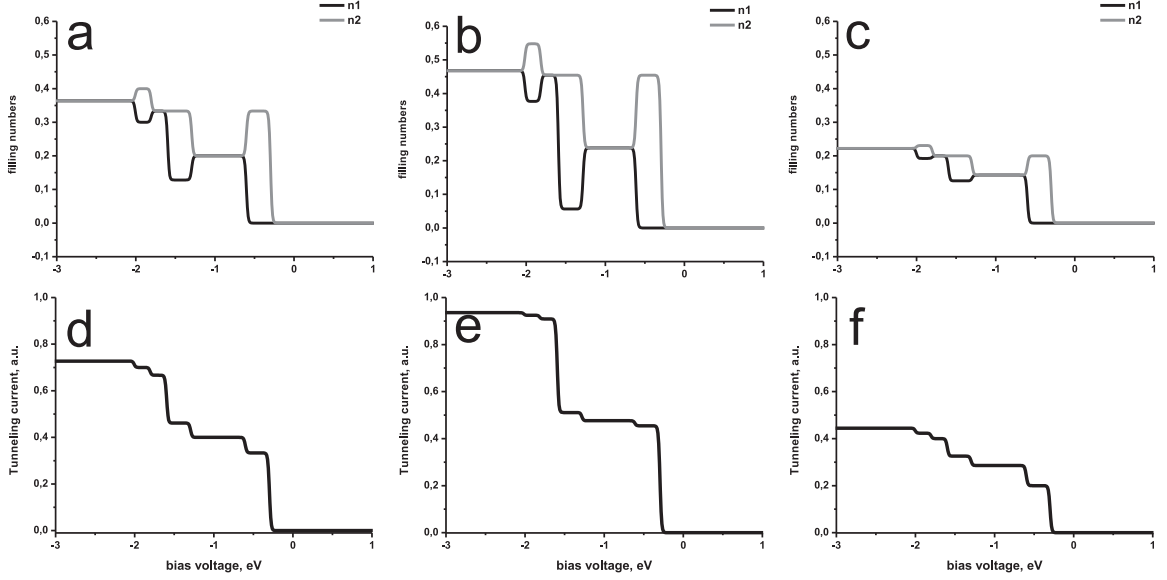 n1
n2
a
0,6
0,5
0,4
0,3
0,2
0,1
0,0
-0,1
filling numbers
-3 -2 -1 0 1
n1
n2
b
0,6
0,5
0,4
0,3
0,2
0,1
0,0
-0,1
filling numbers
-3 -2 -1 0 1
n1
n2
c
0,6
0,5
0,4
0,3
0,2
0,1
0,0
-0,1
filling numbers
-3 -2 -1 0 1
d
1,0
0,8
0,6
0,4
0,2
0,0
Tunneling current, a.u.
-3 -2 -1 0 1
bias voltage, eV
e
1,0
0,8
0,6
0,4
0,2
0,0
Tunneling current, a.u.
-3 -2 -1 0 1
bias voltage, eV
f
1,0
0,8
0,6
0,4
0,2
0,0
Tunneling current, a.u.
-3 -2 -1 0 1
bias voltage, eV